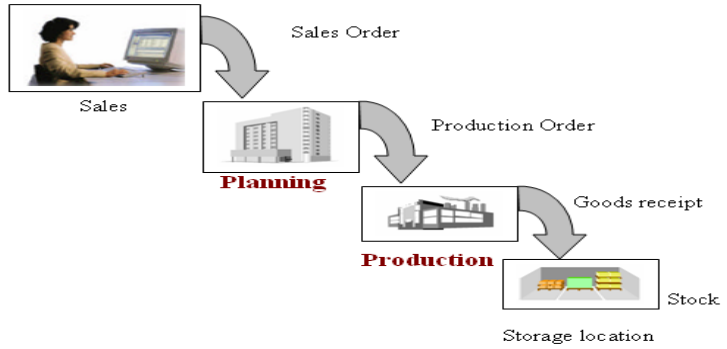 Sales Order
Sales
Production Order
Planning
Goods receipt
Production
Stock
Storage location